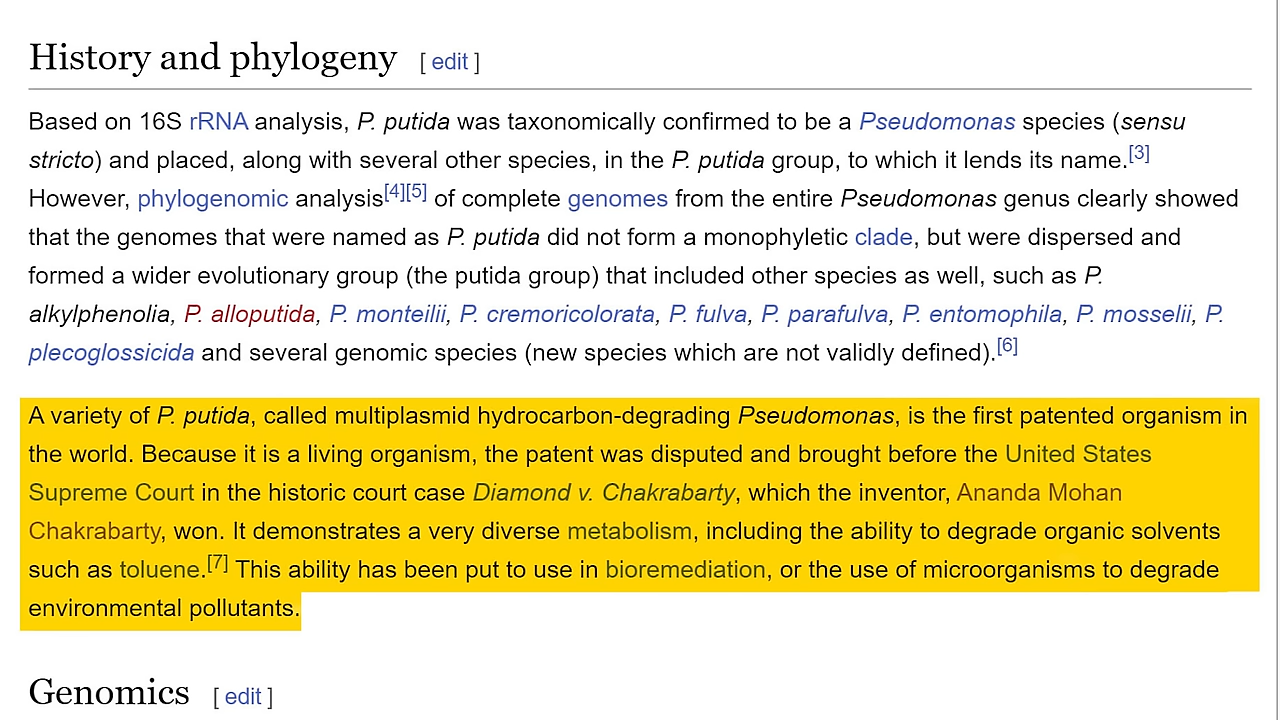 History and phylogeny [ edit ]
Based on 16S rRNA analysis, P. putida was taxonomically confirmed to be a Pseudomonas species (sensu
stricto) and placed, along with several other species, in the P. putida group, to which it lends its name.[3]
However, phylogenomic analysis[4][5] of complete genomes from the entire Pseudomonas genus clearly showed
that the genomes that were named as P. putida did not form a monophyletic clade, but were dispersed and
formed a wider evolutionary group (the putida group) that included other species as well, such as P.
alkylphenolia, P. alloputida, P. monteilii, P. cremoricolorata, P. fulva, P. parafulva, P. entomophila, P. mosselii, P.
plecoglossicida and several genomic species (new species which are not validly defined).[6]
A variety of P. putida, called multiplasmid hydrocarbon-degrading Pseudomonas, is the first patented organism in
the world. Because it is a living organism, the patent was disputed and brought before the United States
Supreme Court in the historic court case Diamond v. Chakrabarty, which the inventor, Ananda Mohan
Chakrabarty, won. It demonstrates a very diverse metabolism, including the ability to degrade organic solvents
such as toluene.[7] This ability has been put to use in bioremediation, or the use of microorganisms to degrade
environmental pollutants.
Genomics [ edit ]